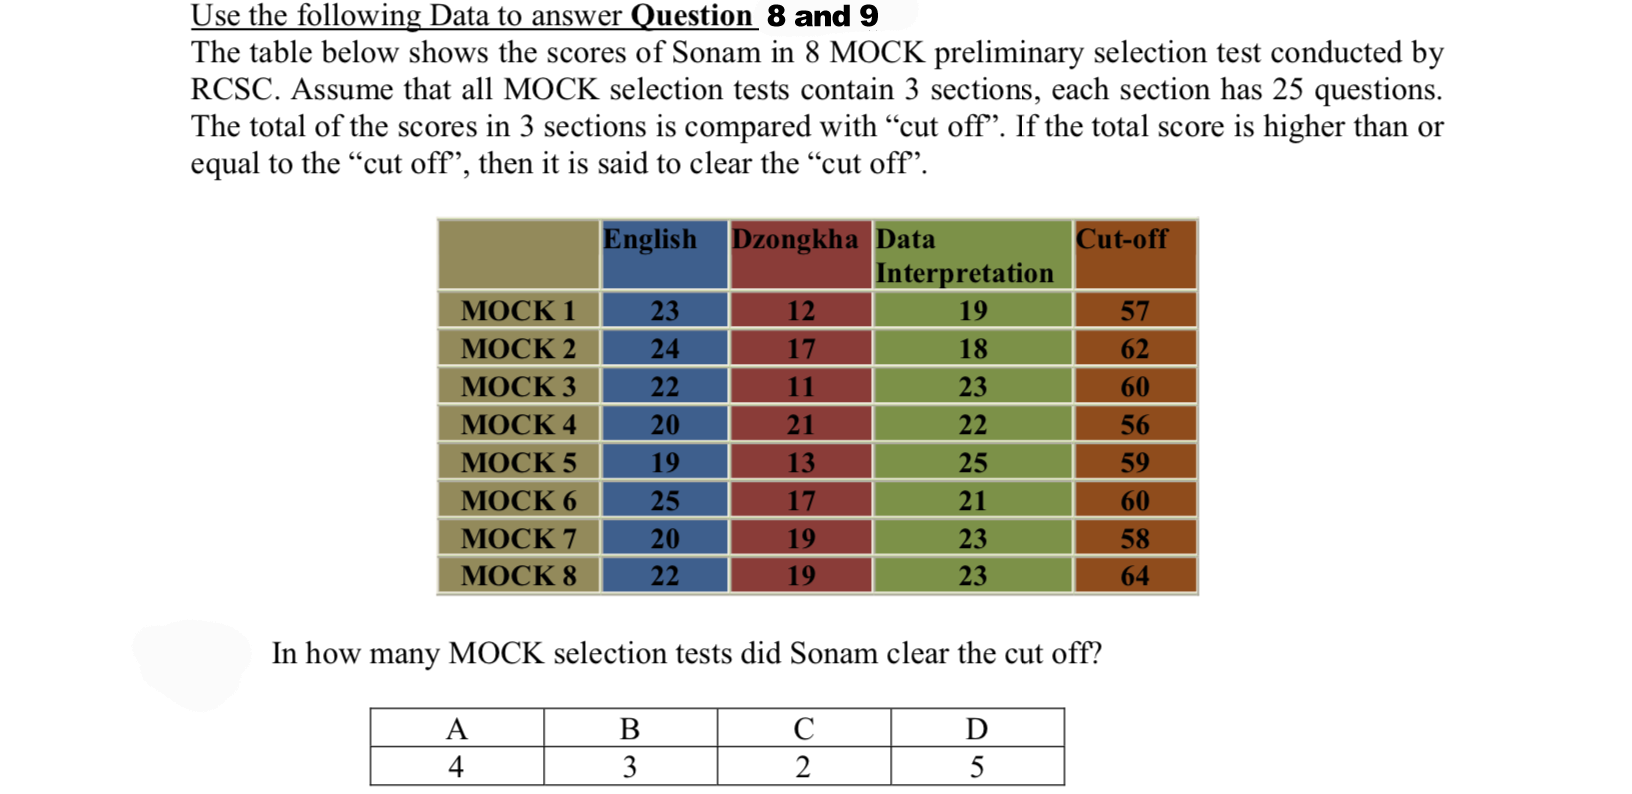 Use the following Data to answer Question 8 and 9
The table below shows the scores of Sonam in 8 MOCK preliminary selection test conducted by
RCSC. Assume that all MOCK selection tests contain 3 sections, each section has 25 questions.
The total of the scores in 3 sections is compared with “cut off”. If the total score is higher than or
equal to the “cut off”, then it is said to clear the “cut off”.
English Dzongkha Data Interpretation Cut-off
MOCK 1 23 12 19 57
MOCK 2 24 17 18 62
MOCK 3 22 11 23 60
MOCK 4 20 21 22 56
MOCK 5 19 13 25 59
MOCK 6 25 17 21 60
MOCK 7 20 19 23 58
MOCK 8 22 19 23 64
In how many MOCK selection tests did Sonam clear the cut off?
A B C D
4 3 2 5